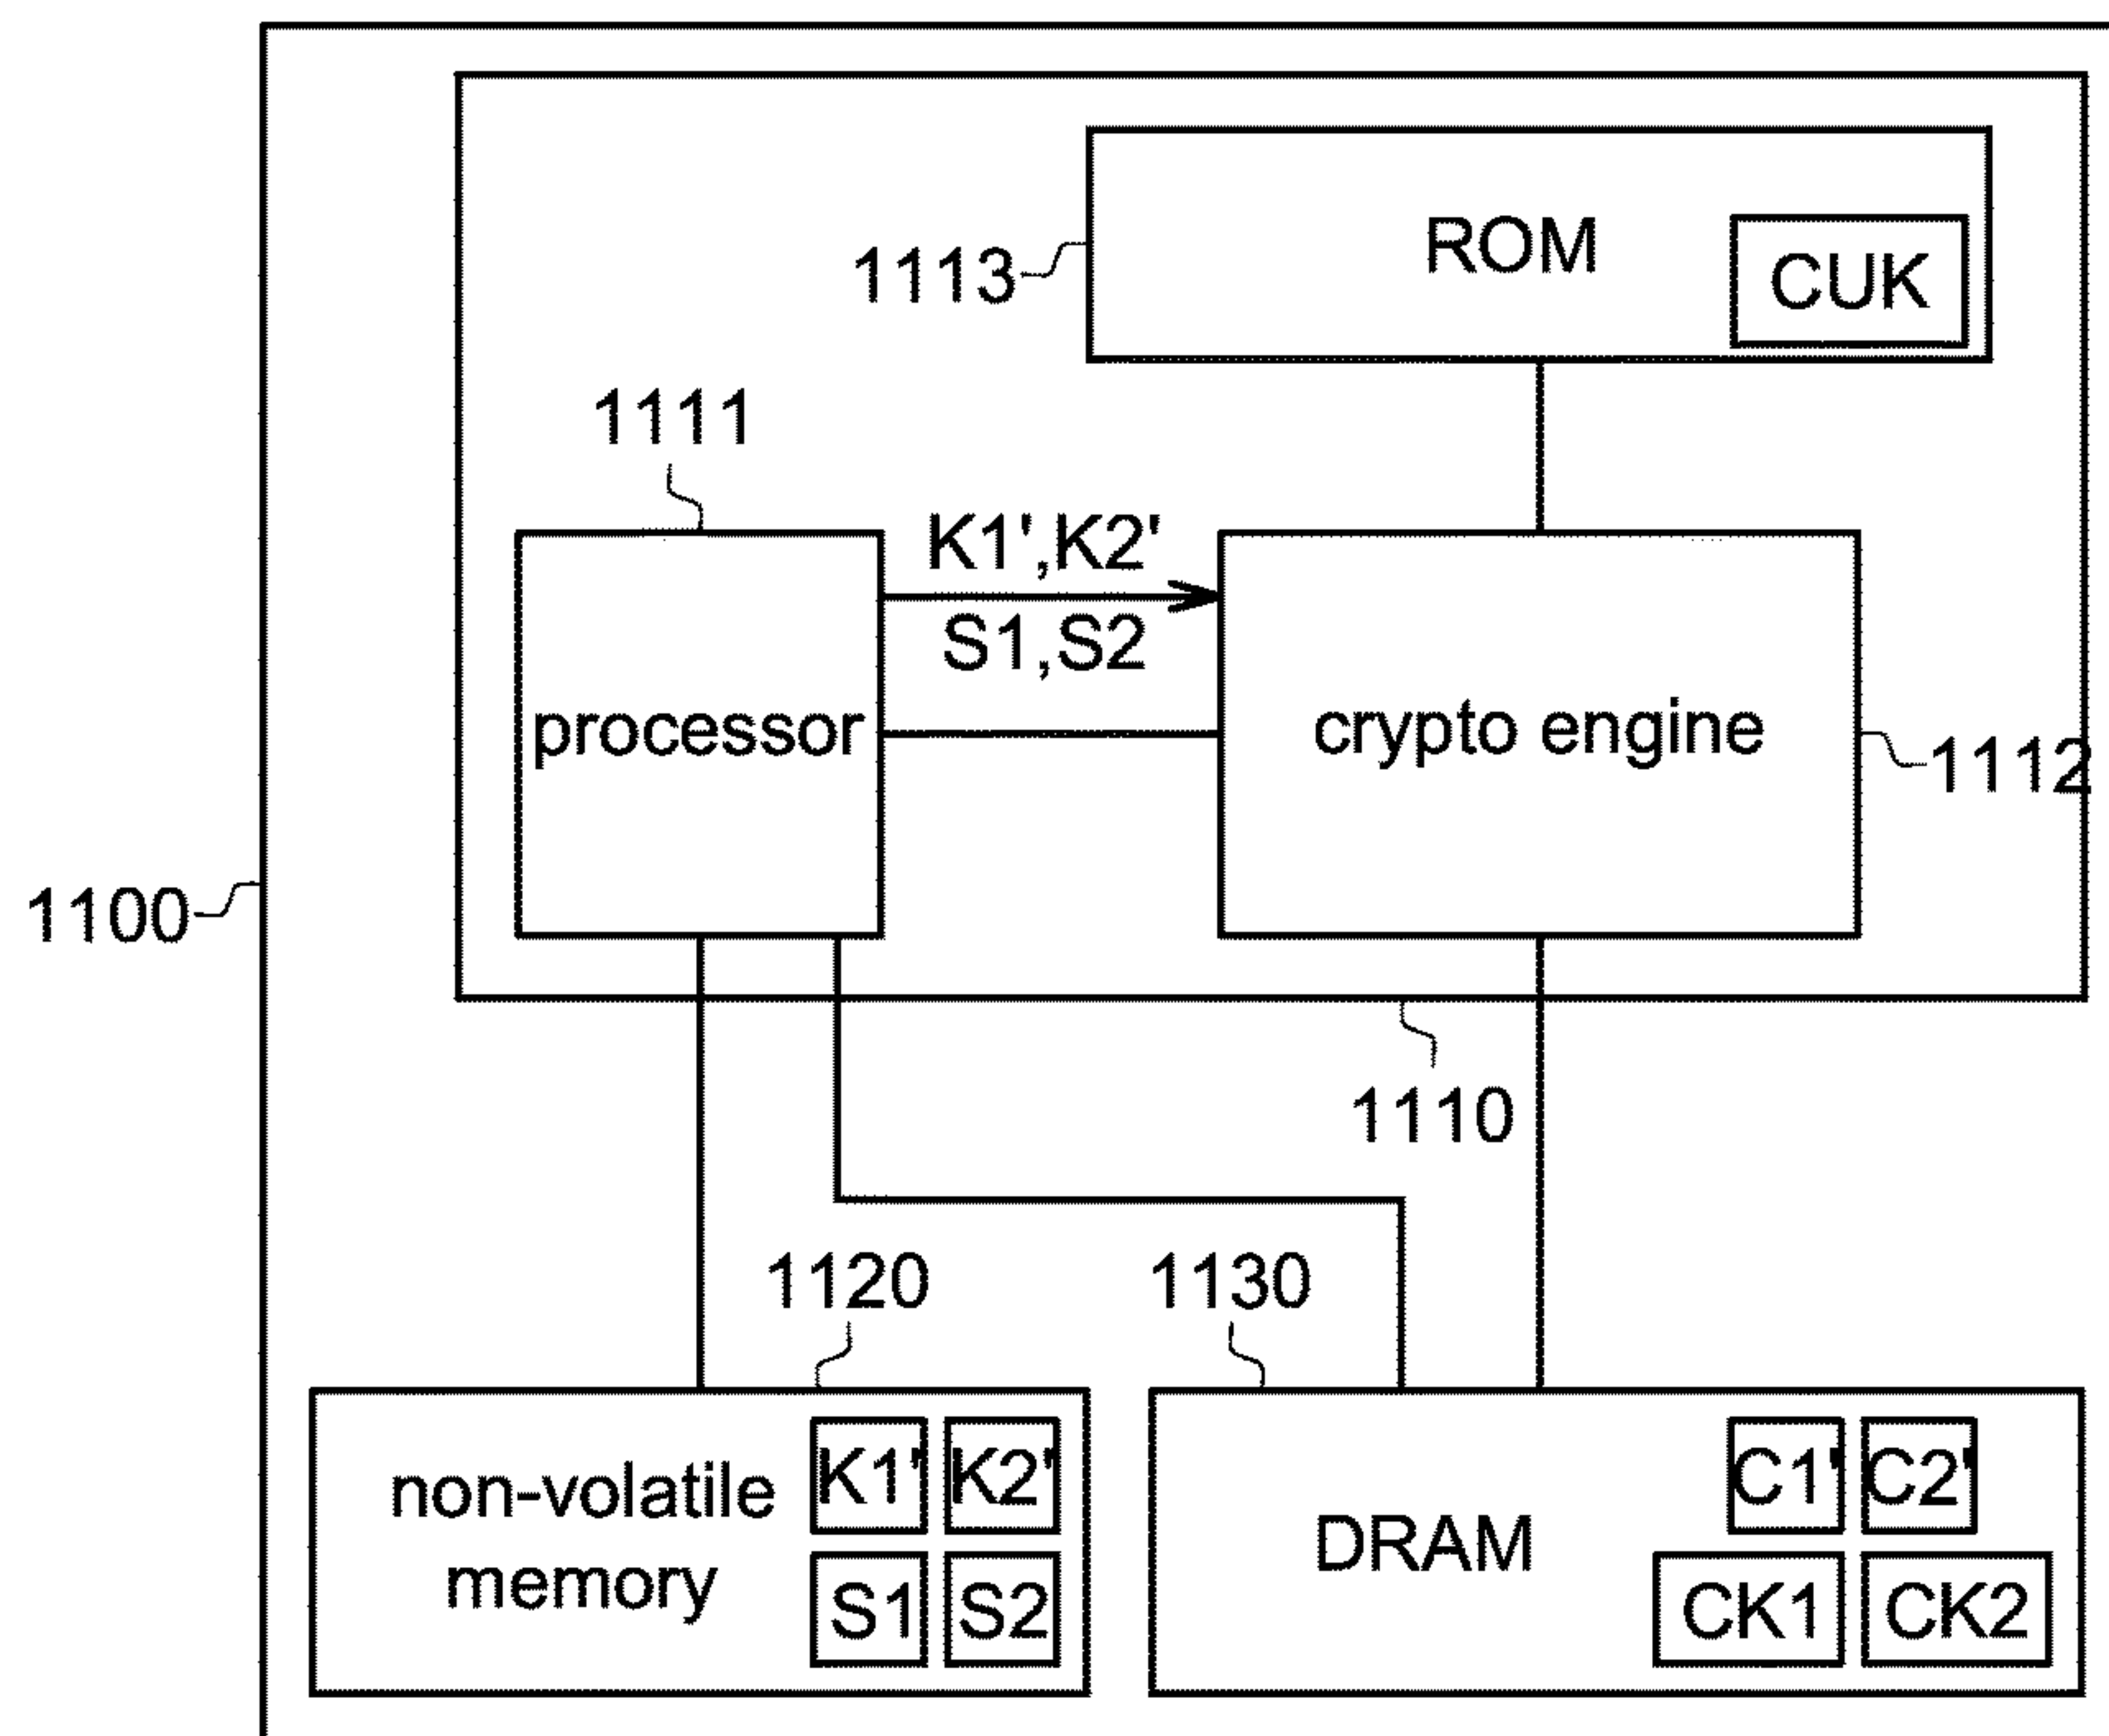 ROM
CUK
1113
1111
K1',K2'
S1,S2
processor
crypto engine
1112
1100
1110
1120
1130
non-volatile
memory
K1'
K2'
S1
S2
DRAM
C1'
C2'
CK1
CK2